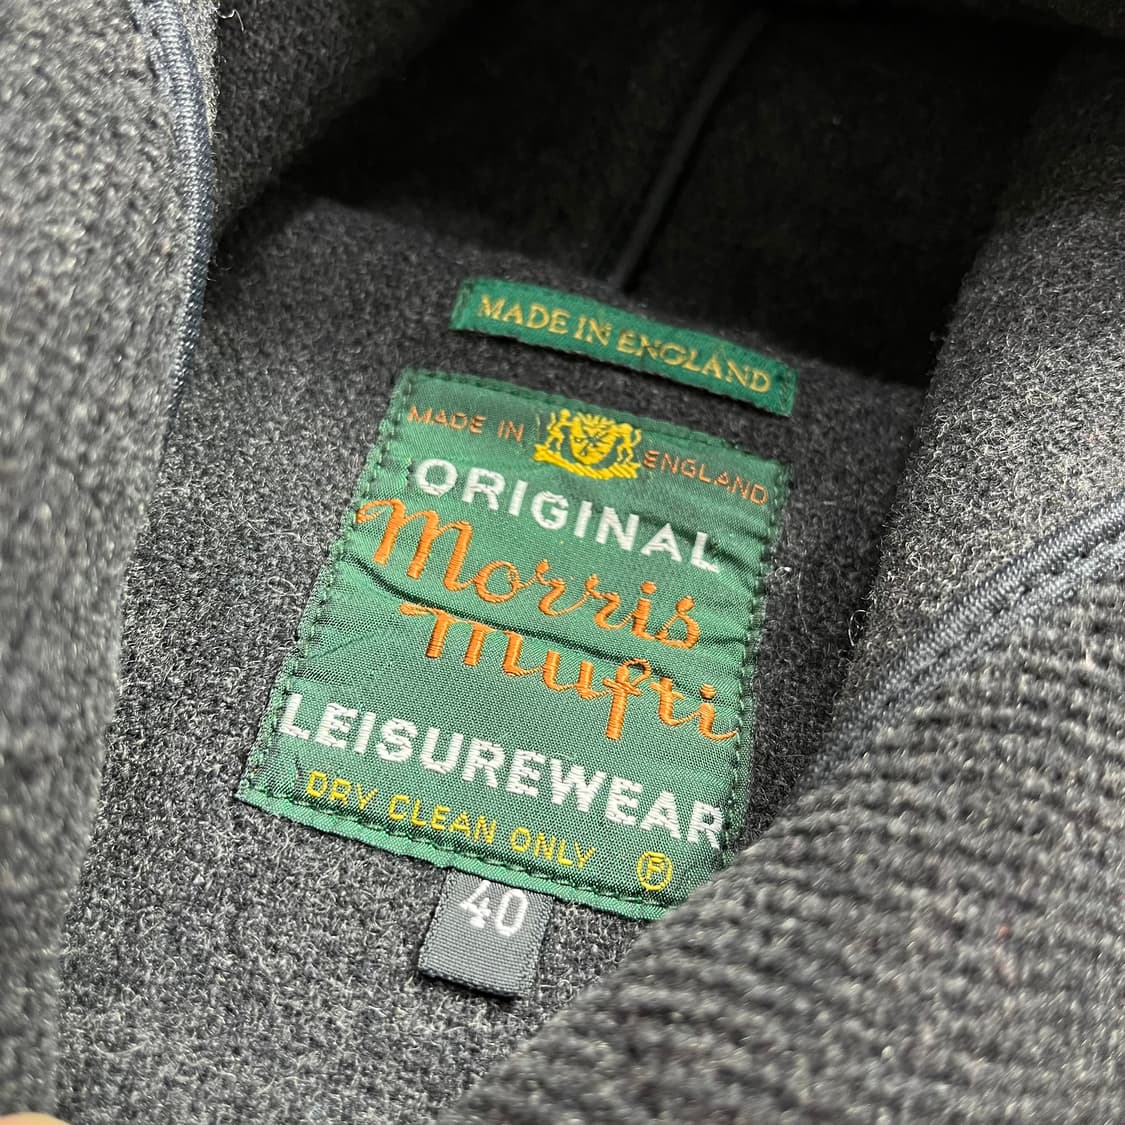 MADE IN ENGLAND
MADE IN ENGLAND
ORIGINAL
Morris
Mufti
LEISUREWEAR
DRY CLEAN ONLY P
40